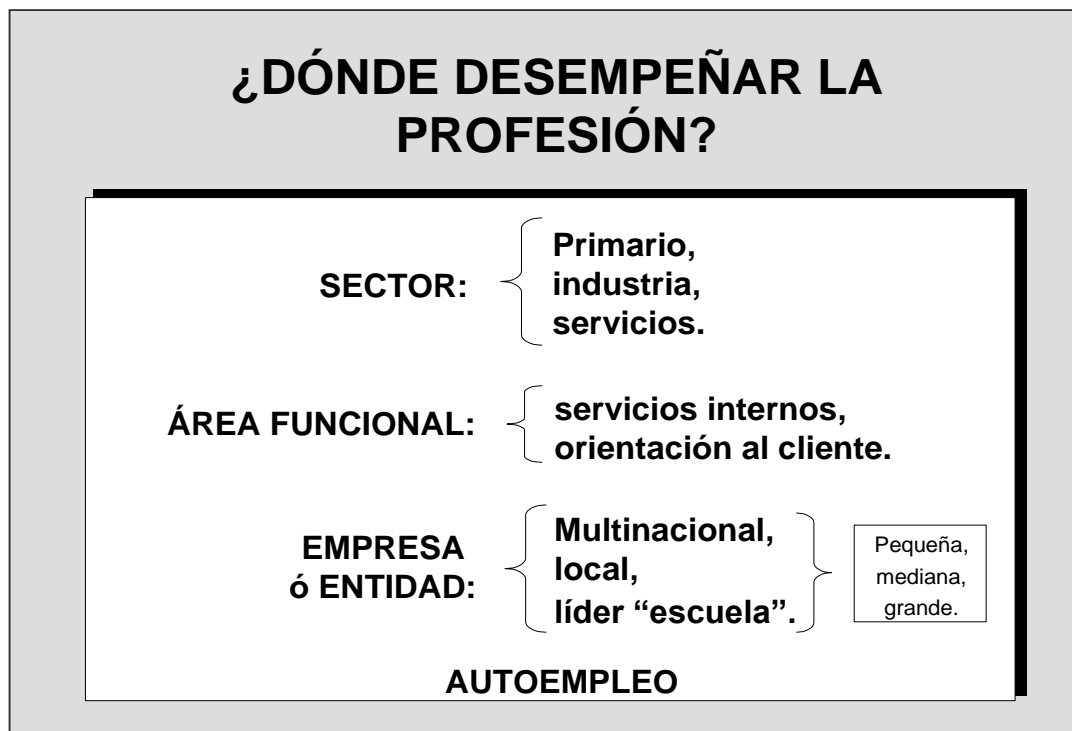 ¿DÓNDE DESEMPEÑAR LA
PROFESIÓN?
SECTOR:
Primario,
industria,
servicios.
ÁREA FUNCIONAL:
servicios internos,
orientación al cliente.
EMPRESA
ó ENTIDAD:
Multinacional,
local,
líder “escuela”.
Pequeña,
mediana,
grande.
AUTOEMPLEO